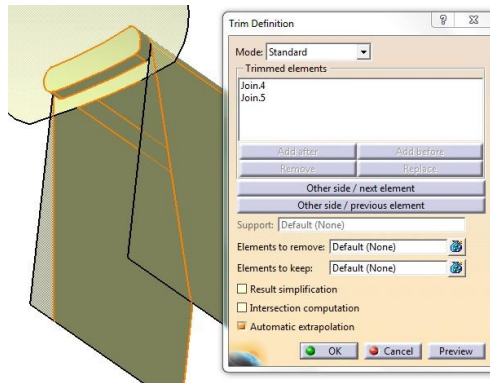 Trim Definition
Mode: Standard
Trimmed elements
Join.4
Join.5
Add after Add before
Remove Replace
Other side / next element
Other side / previous element
Support: Default (None)
Elements to remove: Default (None)
Elements to keep: Default (None)
Result simplification
Intersection computation
Automatic extrapolation
OK Cancel Preview